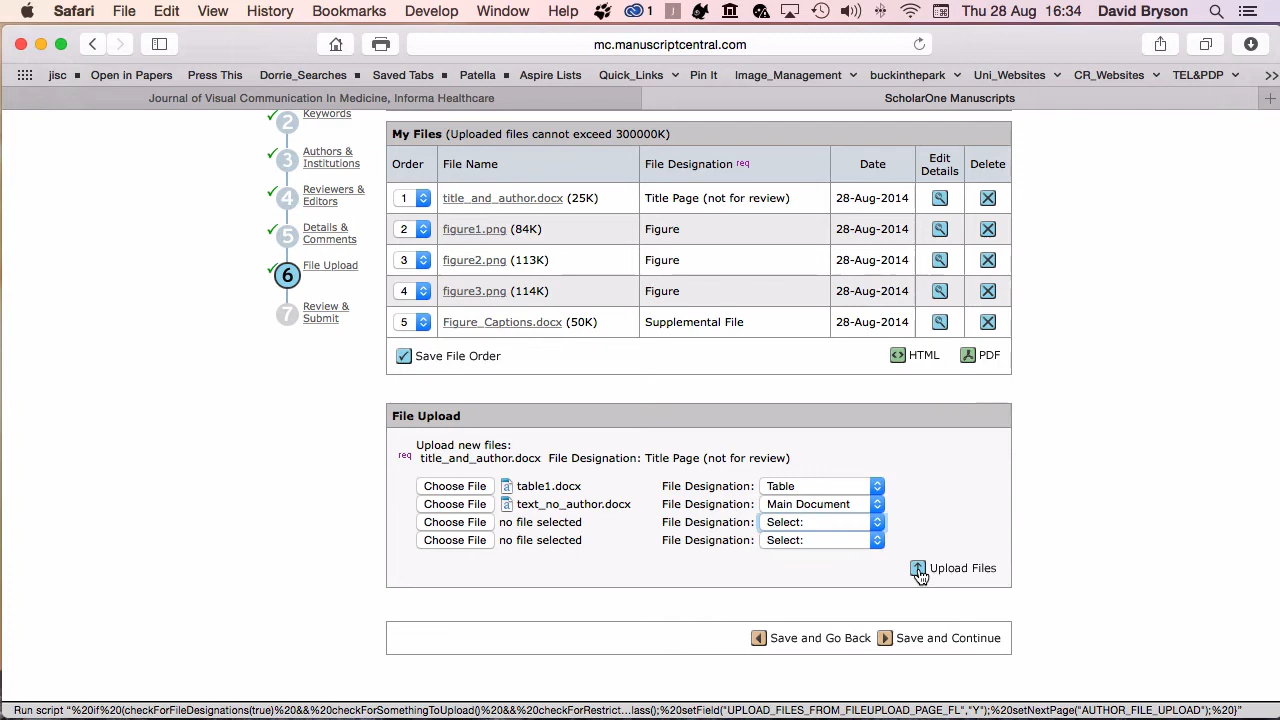 Safari File Edit View History Bookmarks Develop Window Help 1 Thu 28 Aug 16:34 David Bryson
mc.manuscriptcentral.com
jisc Open in Papers Press This Dorrie_Searches Saved Tabs Patella Aspire Lists Quick_Links Pin It Image_Management buckinthepark Uni_Websites CR_Websites TEL&PDP >>
Journal of Visual Communication In Medicine, Informa Healthcare ScholarOne Manuscripts
2 Keywords
3 Authors &
Institutions
4 Reviewers &
Editors
5 Details &
Comments
6 File Upload
7 Review &
Submit
My Files (Uploaded files cannot exceed 300000K)
Order File Name File Designation req Date Edit
Details Delete
1 title_and_author.docx (25K) Title Page (not for review) 28-Aug-2014
2 figure1.png (84K) Figure 28-Aug-2014
3 figure2.png (113K) Figure 28-Aug-2014
4 figure3.png (114K) Figure 28-Aug-2014
5 Figure_Captions.docx (50K) Supplemental File 28-Aug-2014
Save File Order HTML PDF
File Upload
Upload new files:
req title_and_author.docx File Designation: Title Page (not for review)
Choose File table1.docx File Designation: Table
Choose File text_no_author.docx File Designation: Main Document
Choose File no file selected File Designation: Select:
Choose File no file selected File Designation: Select:
Upload Files
Save and Go Back Save and Continue
Run script "%20if%20(checkForFileDesignations(true)%20&&%20checkForSomethingToUpload()%20&&%20checkForRestrict…lass();%20setField("UPLOAD_FILES_FROM_FILEUPLOAD_PAGE_FL","Y");%20setNextPage("AUTHOR_FILE_UPLOAD");%20}"